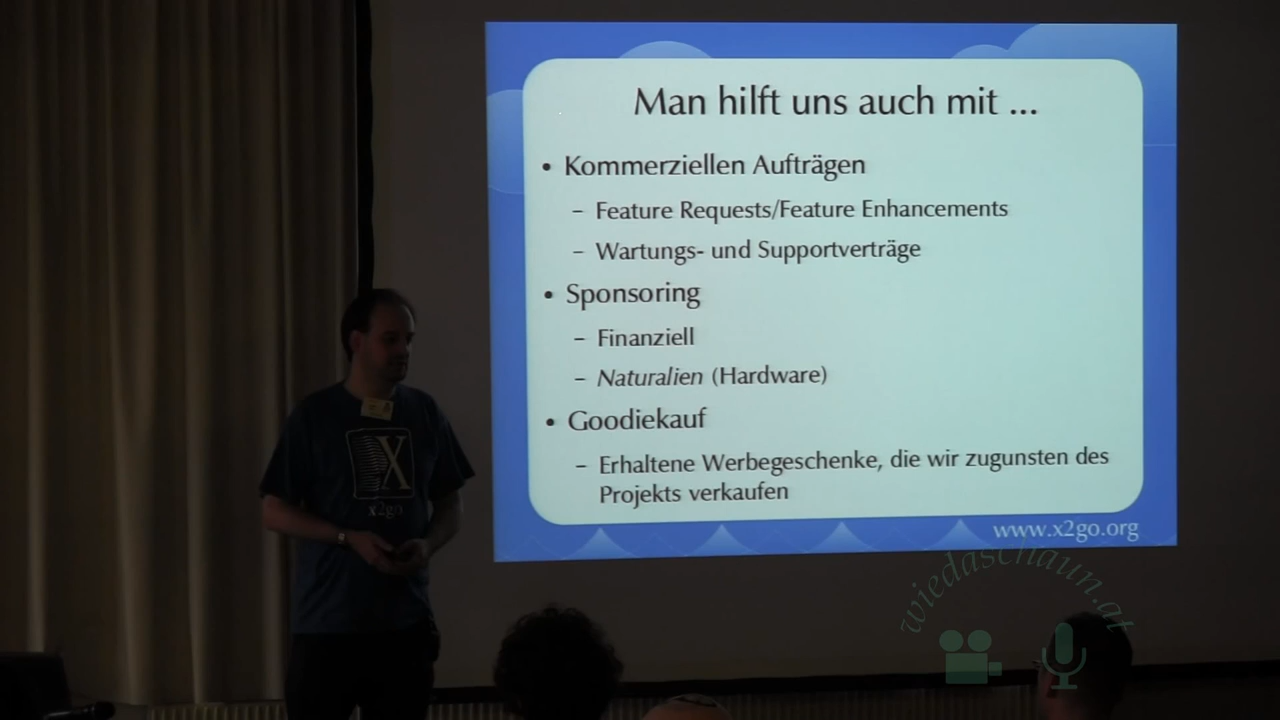 Man hilft uns auch mit ...
• Kommerziellen Aufträgen
– Feature Requests/Feature Enhancements
– Wartungs- und Supportverträge
• Sponsoring
– Finanziell
– Naturalien (Hardware)
• Goodiekauf
– Erhaltene Werbegeschenke, die wir zugunsten des
Projekts verkaufen
www.x2go.org
X
x2go
wiedaschaun.at